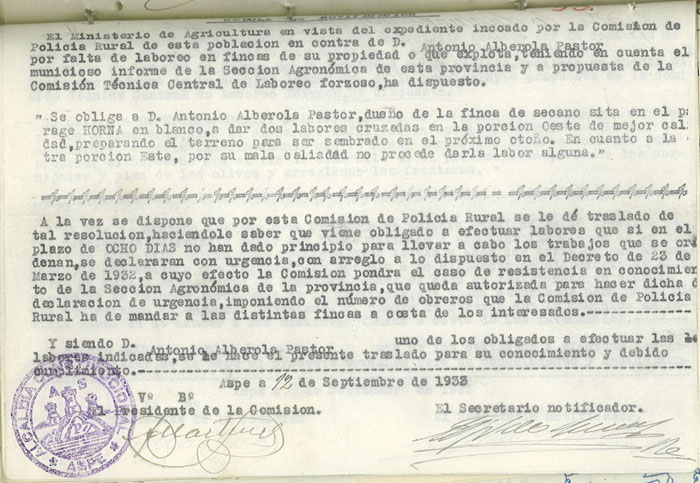 El Ministerio de Agricultura en vista del expediente incoado por la Comision de
Policia Rural de esta poblacion en contra de D. Antonio Alberola Pastor
por falta de laboreo en fincas de su propiedad o que explota, teniendo en cuenta el
municioso informe de la Seccion Agronómica de esta provincia y a propuesta de la
Comisión Técnica Central de Laboreo forzoso, ha dispuesto.
" Se obliga a D. Antonio Alberola Pastor, dueño de la finca de secano sita en el pa
rage HORNA en blanco, a dar dos labores cruzadas en la porcion Oeste de mejor cali
dad, preparando el terreno para ser sembrado en el próximo otoño. En cuanto a la
tra porcion Este, por su mala caliadad no procede darla labor alguna."
A la vez se dispone que por esta Comision de Policia Rural se le dé traslado de
tal resolucion, haciendole saber que viene obligado a efectuar labores que si en el
plazo de OCHO DIAS no han dado principio para llevar a cabo los trabajos que se or
denan, se declararan con urgencia, con arreglo a lo dispuesto en el Decreto de 23 de
Marzo de 1932, a cuyo efecto la Comision pondra el caso de resistencia en conocimien
to de la Seccion Agronómica de la provincia, que queda autorizada para hacer dicha d
declaracion de urgencia, imponiendo el número de obreros que la Comision de Policia
Rural ha de mandar a las distintas fincas a costa de los interesados.------------
Y siendo D. Antonio Alberola Pastor uno de los obligados a efectuar las
labores indicadas, se le hace el presente traslado para su conocimiento y debido
cumplimiento.
Aspe a 12 de Septiembre de 1933
Vº Bº
El Presidente de la Comision. El Secretario notificador.
ASPE